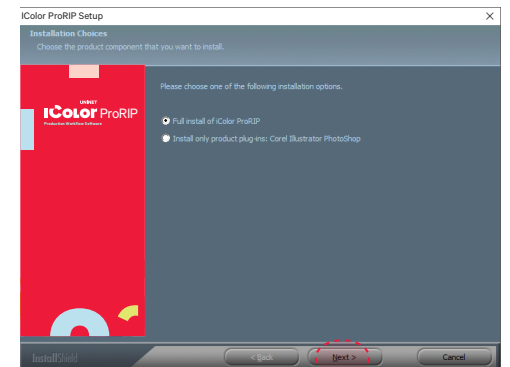 IColor ProRIP Setup
Installation Choices
Choose the product component that you want to install.
UNINET
IColor ProRIP
Production Workflow Software
Please choose one of the following installation options.
Full install of iColor ProRIP
Install only product plug-ins: Corel Illustrator PhotoShop
InstallShield
< Back
Next >
Cancel